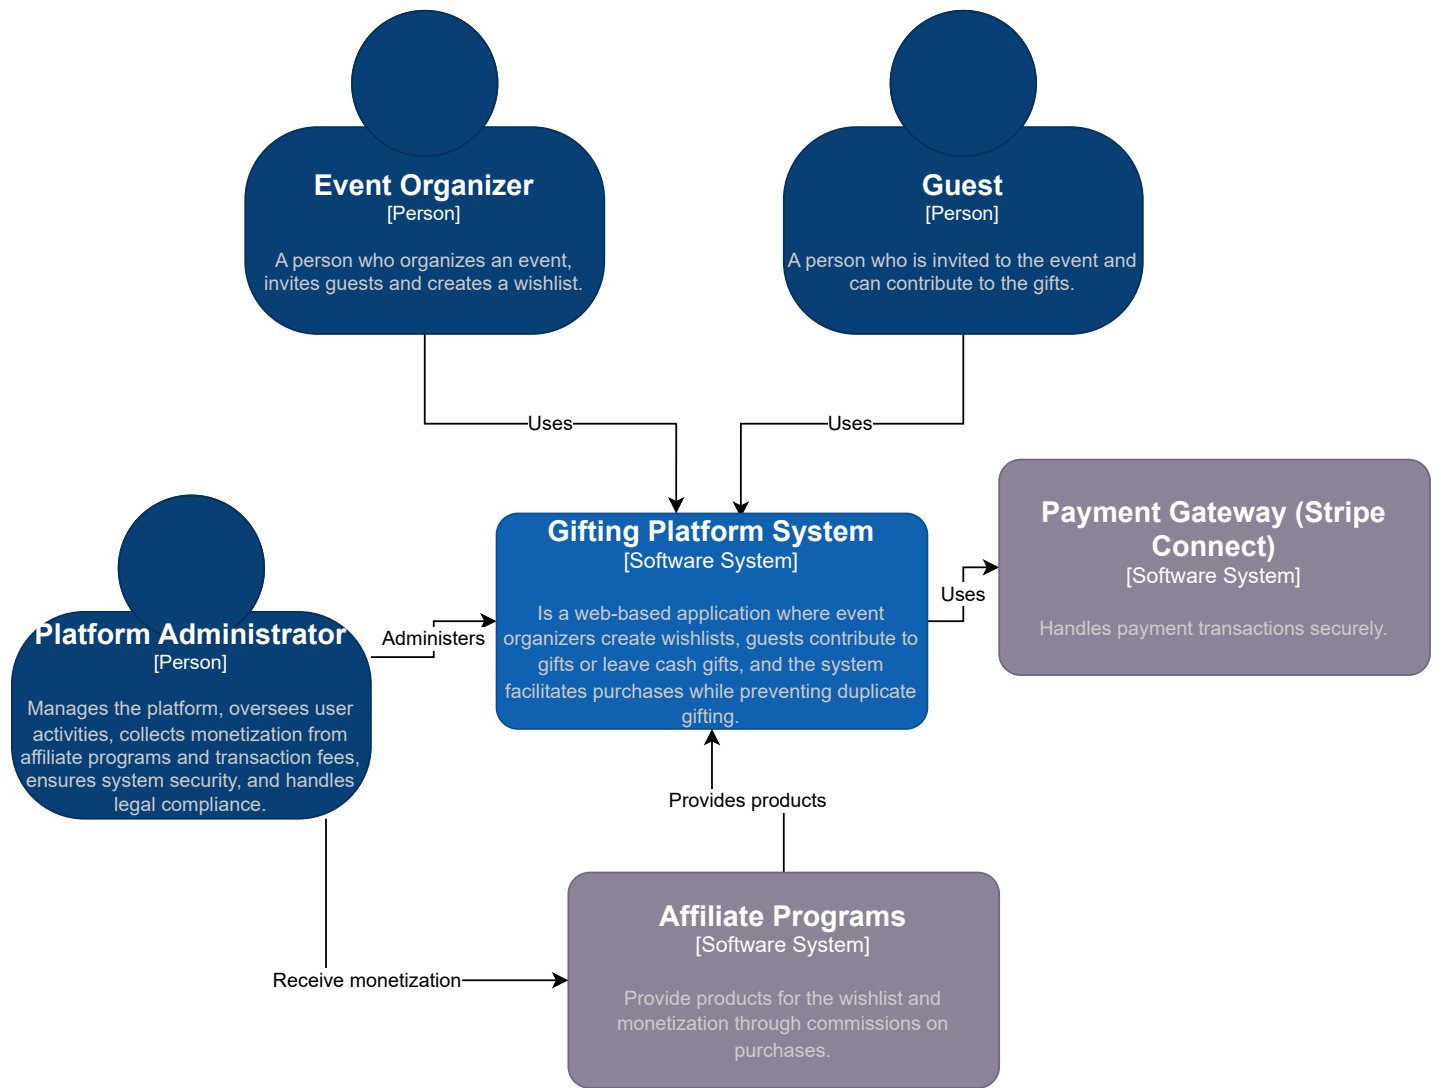 Event Organizer
[Person]
A person who organizes an event,
invites guests and creates a wishlist.
Guest
[Person]
A person who is invited to the event and
can contribute to the gifts.
Uses
Uses
Platform Administrator
[Person]
Manages the platform, oversees user
activities, collects monetization from
affiliate programs and transaction fees,
ensures system security, and handles
legal compliance.
Administers
Gifting Platform System
[Software System]
Is a web-based application where event
organizers create wishlists, guests contribute to
gifts or leave cash gifts, and the system
facilitates purchases while preventing duplicate
gifting.
Uses
Payment Gateway (Stripe
Connect)
[Software System]
Handles payment transactions securely.
Provides products
Receive monetization
Affiliate Programs
[Software System]
Provide products for the wishlist and
monetization through commissions on
purchases.